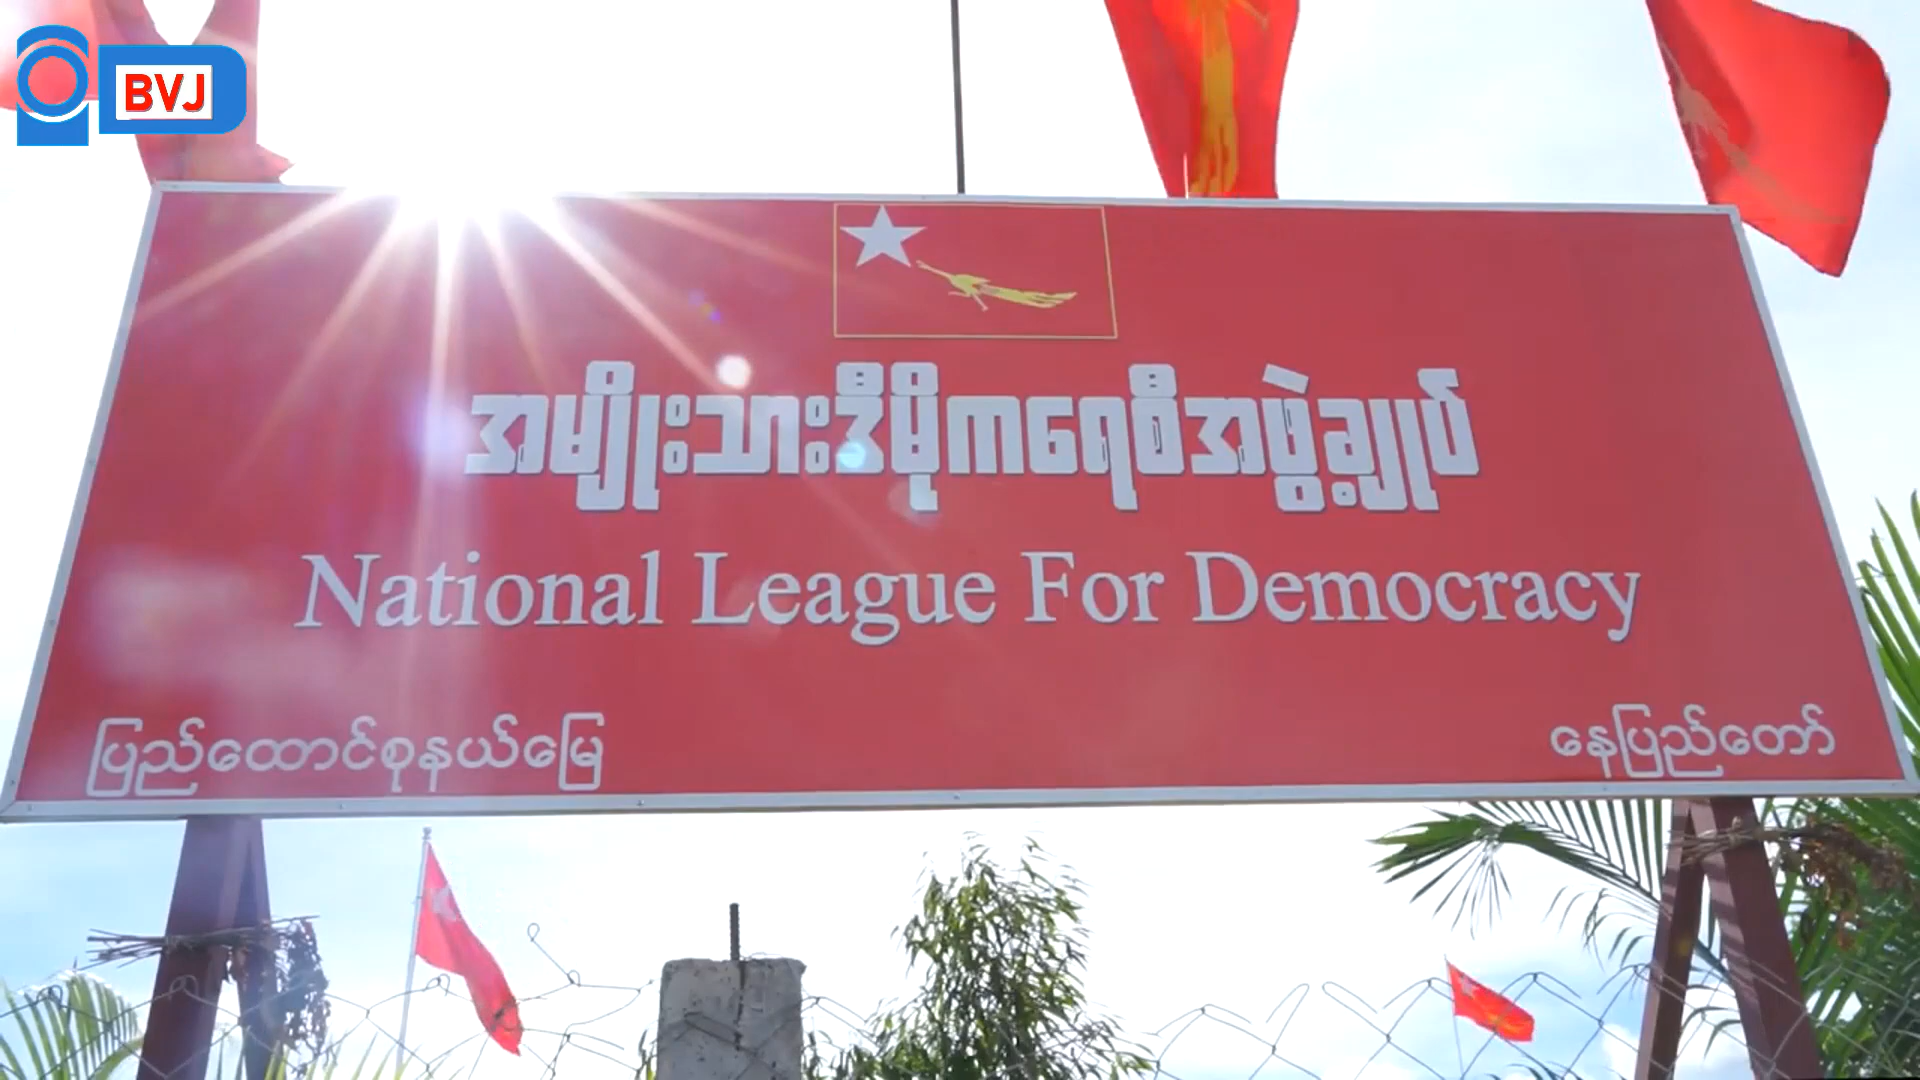 BVJ
အမျိုးသားဒီမိုကရေစီအဖွဲ့ချုပ်
National League For Democracy
ပြည်ထောင်စုနယ်မြေ နေပြည်တော်